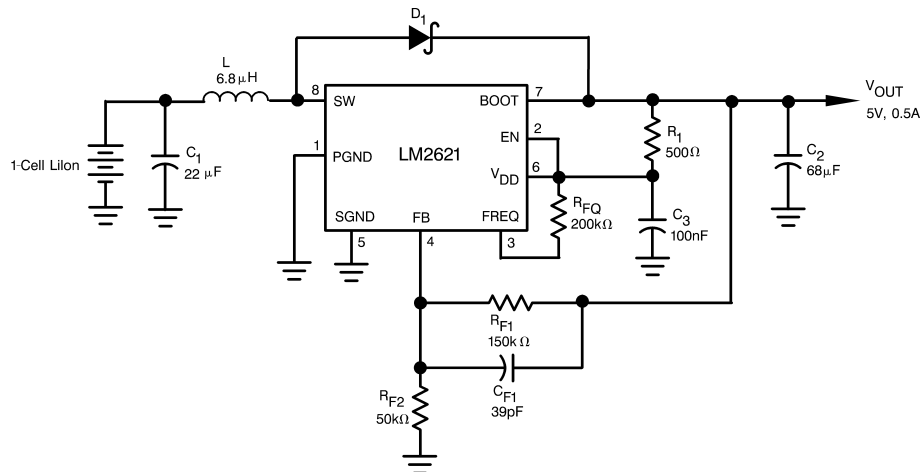 D1
L
6.8 μH
8
SW
BOOT
7
VOUT
5V, 0.5A
1-Cell LiIon
C1
22 μF
1
PGND
LM2621
EN
2
VDD
6
R1
500Ω
C2
68μF
SGND
5
FB
4
FREQ
3
RFQ
200kΩ
C3
100nF
RF1
150kΩ
CF1
39pF
RF2
50kΩ